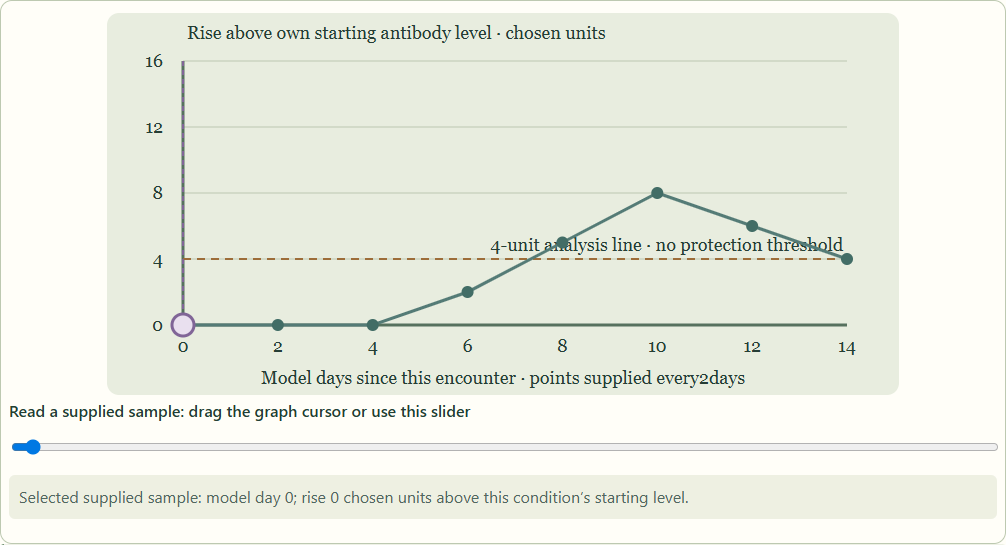 Rise above own starting antibody level · chosen units
16
12
8
4-unit analysis line · no protection threshold
4
0
0 2 4 6 8 10 12 14
Model days since this encounter · points supplied every2days
Read a supplied sample: drag the graph cursor or use this slider
Selected supplied sample: model day 0; rise 0 chosen units above this condition’s starting level.